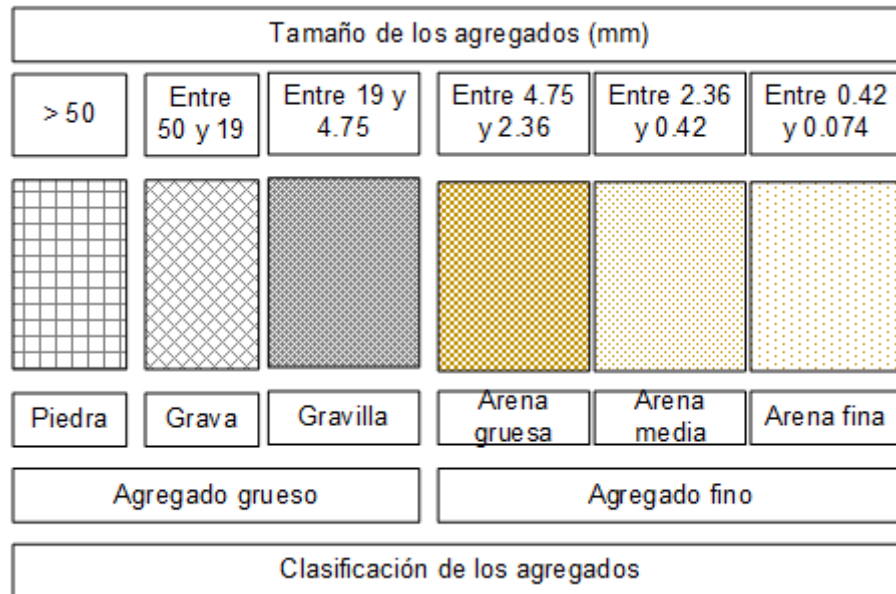 Tamaño de los agregados (mm)
> 50
Entre
50 y 19
Entre 19 y
4.75
Entre 4.75
y 2.36
Entre 2.36
y 0.42
Entre 0.42
y 0.074
Piedra
Grava
Gravilla
Arena
gruesa
Arena
media
Arena fina
Agregado grueso
Agregado fino
Clasificación de los agregados